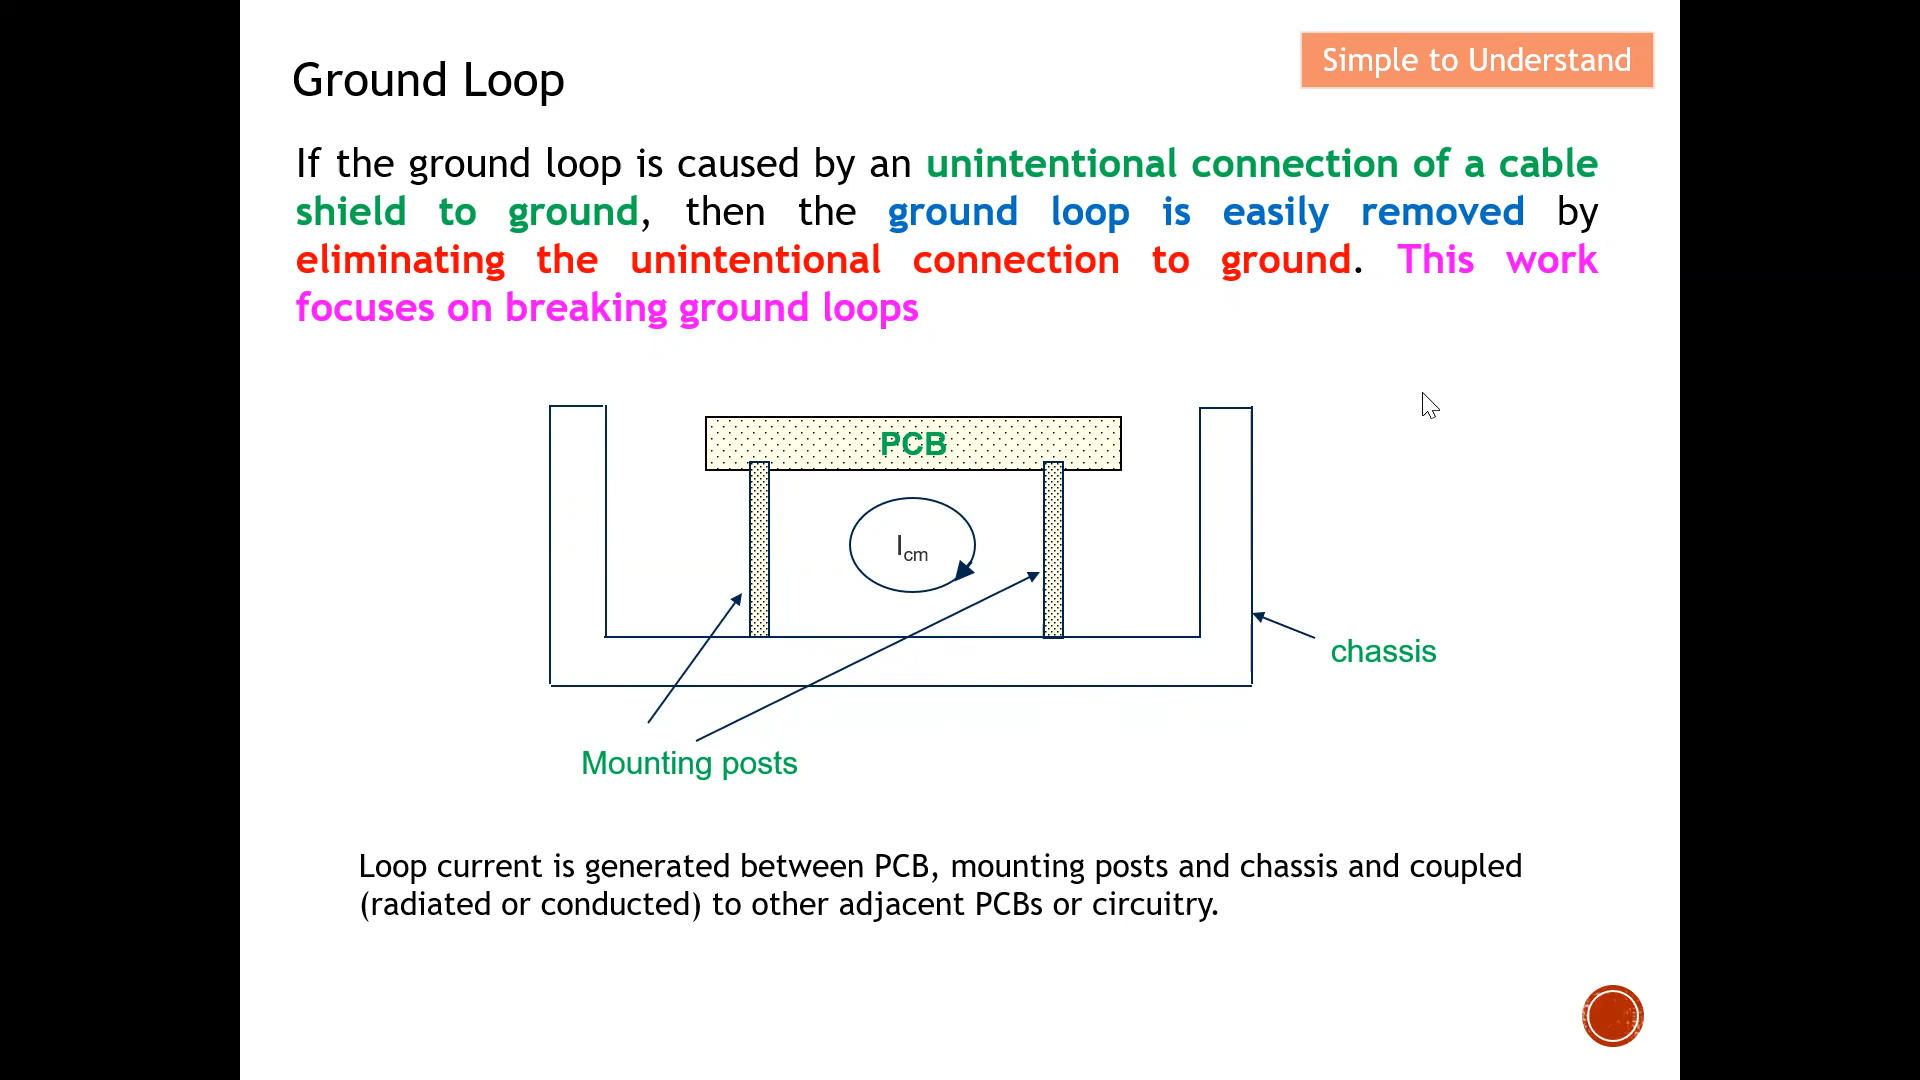 Simple to Understand
Ground Loop
If the ground loop is caused by an unintentional connection of a cable
shield to ground, then the ground loop is easily removed by
eliminating the unintentional connection to ground. This work
focuses on breaking ground loops
PCB
Icm
chassis
Mounting posts
Loop current is generated between PCB, mounting posts and chassis and coupled
(radiated or conducted) to other adjacent PCBs or circuitry.